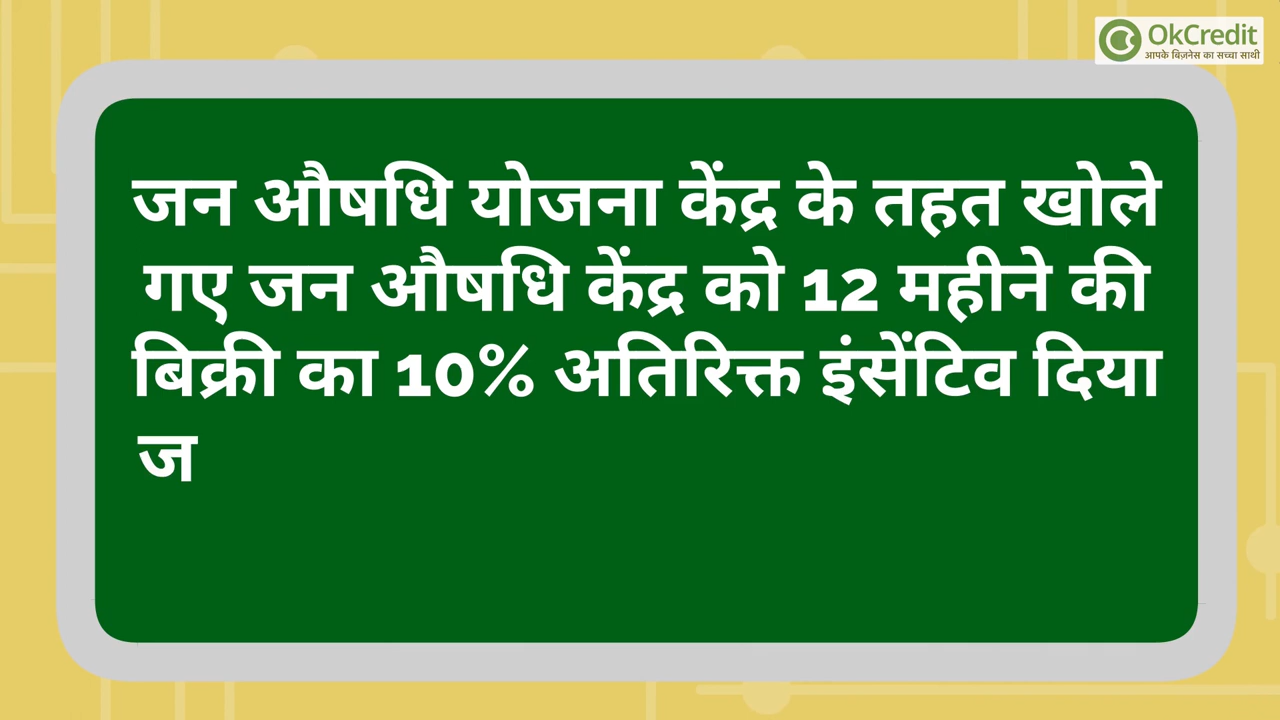 OkCredit
आपके बिज़नेस का सच्चा साथी
जन औषधि योजना केंद्र के तहत खोले
गए जन औषधि केंद्र को 12 महीने की
बिक्री का 10% अतिरिक्त इंसेंटिव दिया
ज